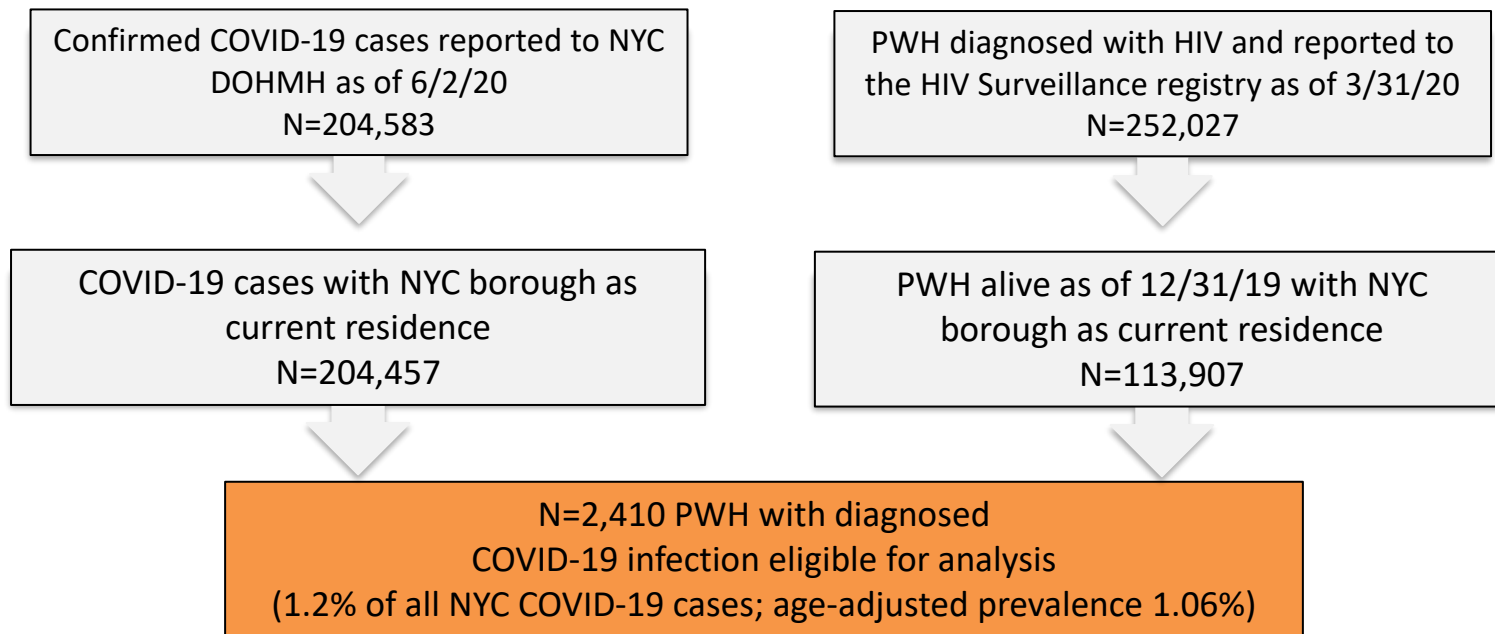 Confirmed COVID-19 cases reported to NYC
DOHMH as of 6/2/20
N=204,583
PWH diagnosed with HIV and reported to
the HIV Surveillance registry as of 3/31/20
N=252,027
COVID-19 cases with NYC borough as
current residence
N=204,457
PWH alive as of 12/31/19 with NYC
borough as current residence
N=113,907
N=2,410 PWH with diagnosed
COVID-19 infection eligible for analysis
(1.2% of all NYC COVID-19 cases; age-adjusted prevalence 1.06%)